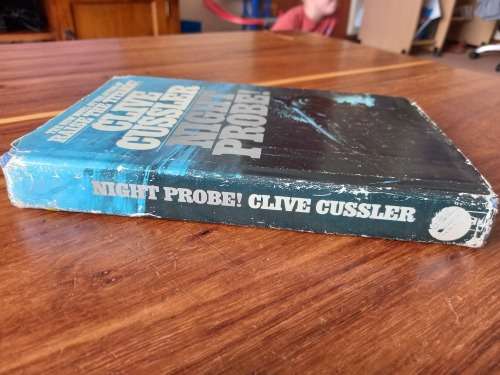 CLIVE
CUSSLER
NIGHT
PROBE!
NIGHT PROBE! CLIVE CUSSLER